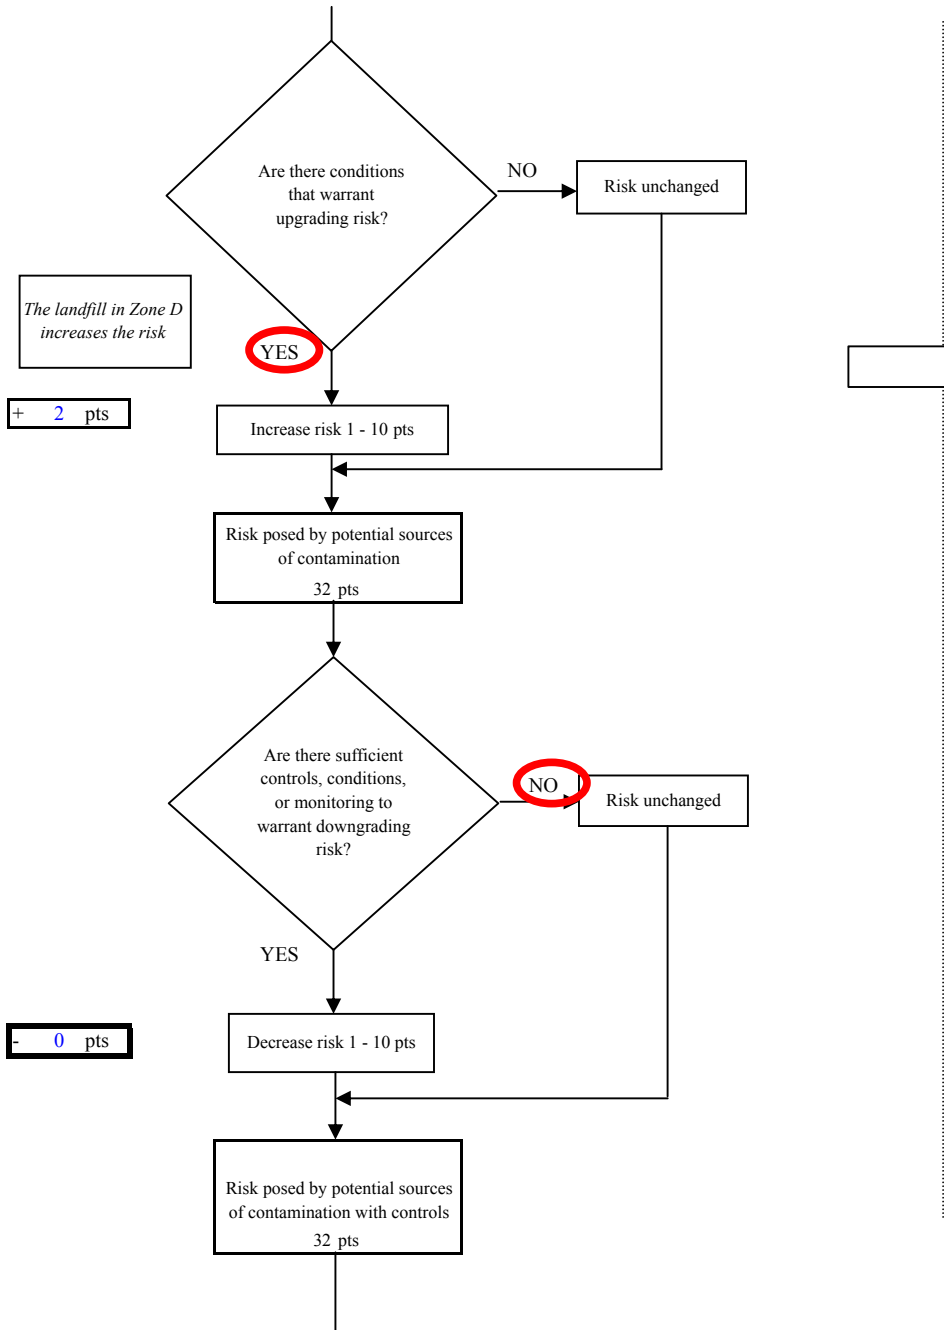 Are there conditions
that warrant
upgrading risk?
NO
Risk unchanged
The landfill in Zone D
increases the risk
YES
+ 2 pts
Increase risk 1 - 10 pts
Risk posed by potential sources
of contamination
32 pts
Are there sufficient
controls, conditions,
or monitoring to
warrant downgrading
risk?
NO
Risk unchanged
YES
- 0 pts
Decrease risk 1 - 10 pts
Risk posed by potential sources
of contamination with controls
32 pts